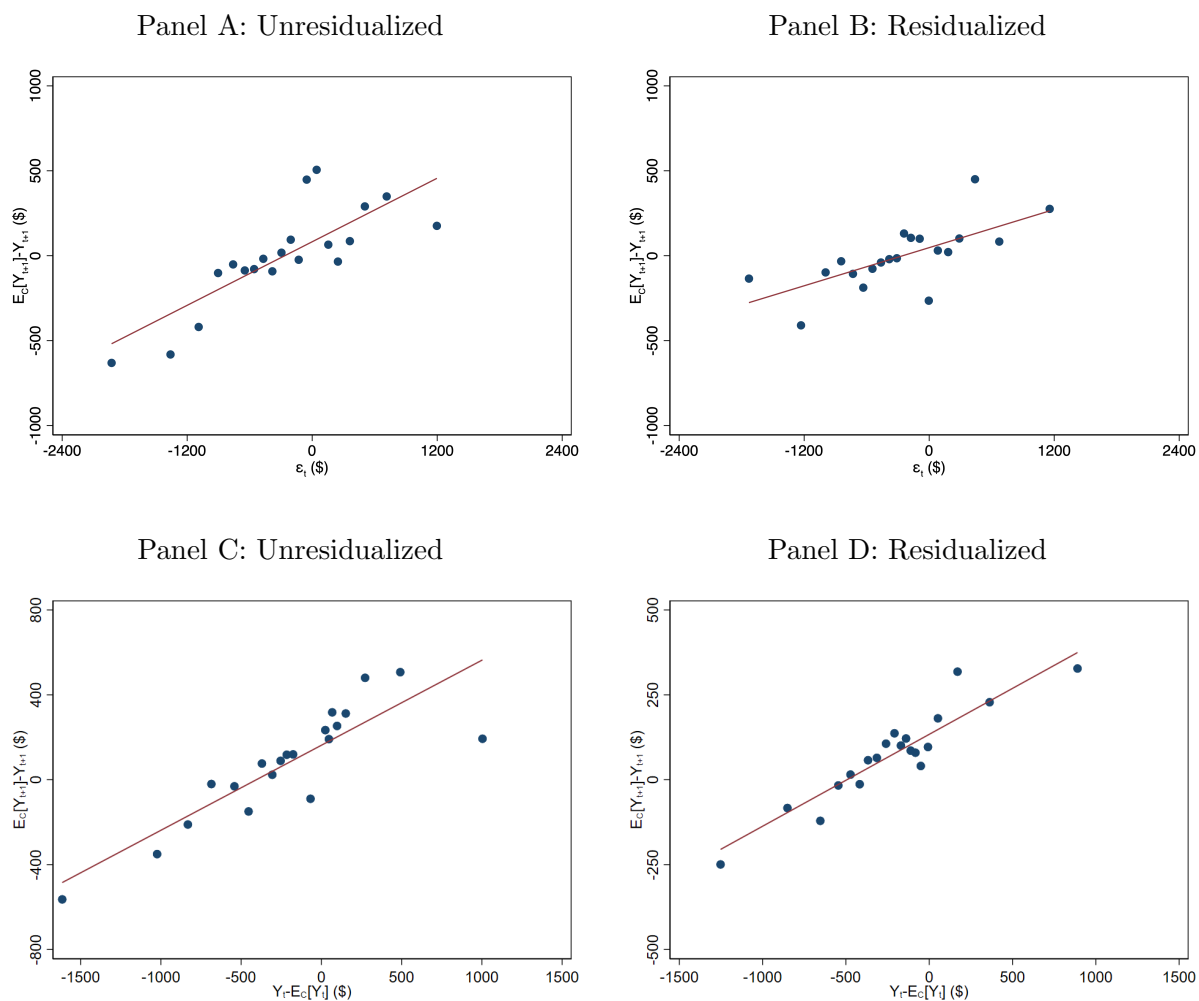 Panel A: Unresidualized
Panel B: Residualized
1000
500
0
-500
-1000
E_C[Y_{t+1}]-Y_{t+1} ($)
-2400 -1200 0 1200 2400
ε_t ($)
1000
500
0
-500
-1000
E_C[Y_{t+1}]-Y_{t+1} ($)
-2400 -1200 0 1200 2400
ε_t ($)
Panel C: Unresidualized
Panel D: Residualized
800
400
0
-400
-800
E_C[Y_{t+1}]-Y_{t+1} ($)
-1500 -1000 -500 0 500 1000 1500
Y_t-E_C[Y_t] ($)
500
250
0
-250
-500
E_C[Y_{t+1}]-Y_{t+1} ($)
-1500 -1000 -500 0 500 1000 1500
Y_t-E_C[Y_t] ($)